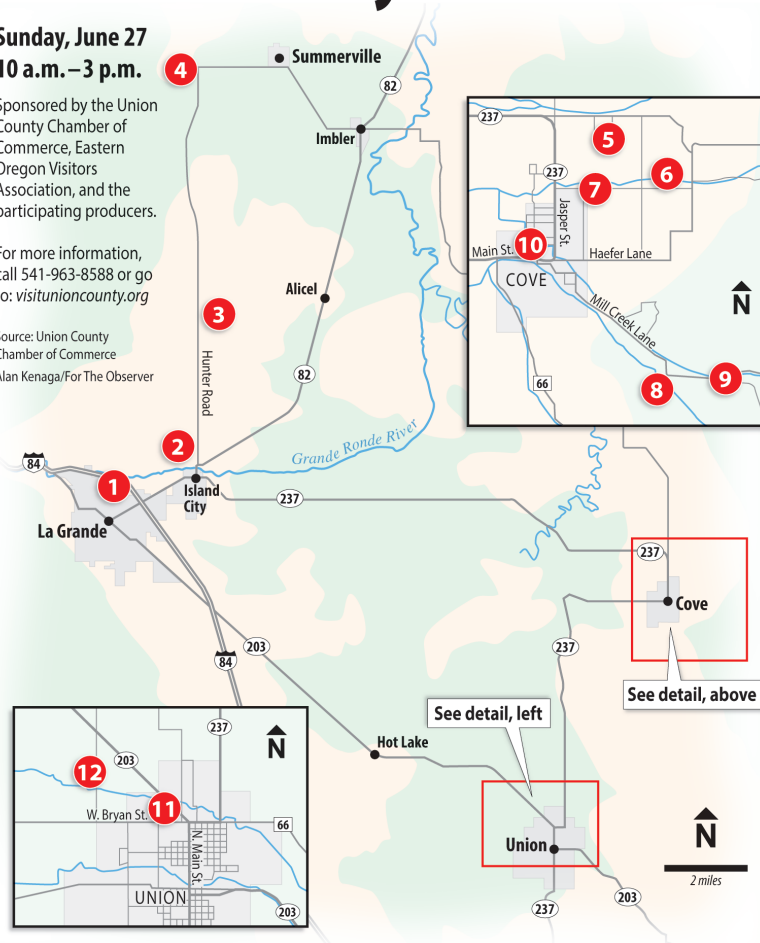 Sunday, June 27
10 a.m. – 3 p.m.
Sponsored by the Union
County Chamber of
Commerce, Eastern
Oregon Visitors
Association, and the
participating producers.
For more information,
call 541-963-8588 or go
to: visitunioncounty.org
Source: Union County
Chamber of Commerce
Alan Kenaga/For The Observer
4
Summerville
82
Imbler
Alicel
3
Hunter Road
82
2
Grande Ronde River
84
1
Island
City
La Grande
237
237
Cove
See detail, above
237
203
84
Hot Lake
See detail, left
Union
237
203
N
2 miles
237
5
237
6
7
Jasper St.
10
Main St.
Haefer Lane
COVE
N
Mill Creek Lane
66
8
9
237
N
12
203
11
W. Bryan St.
66
N. Main St.
UNION
203